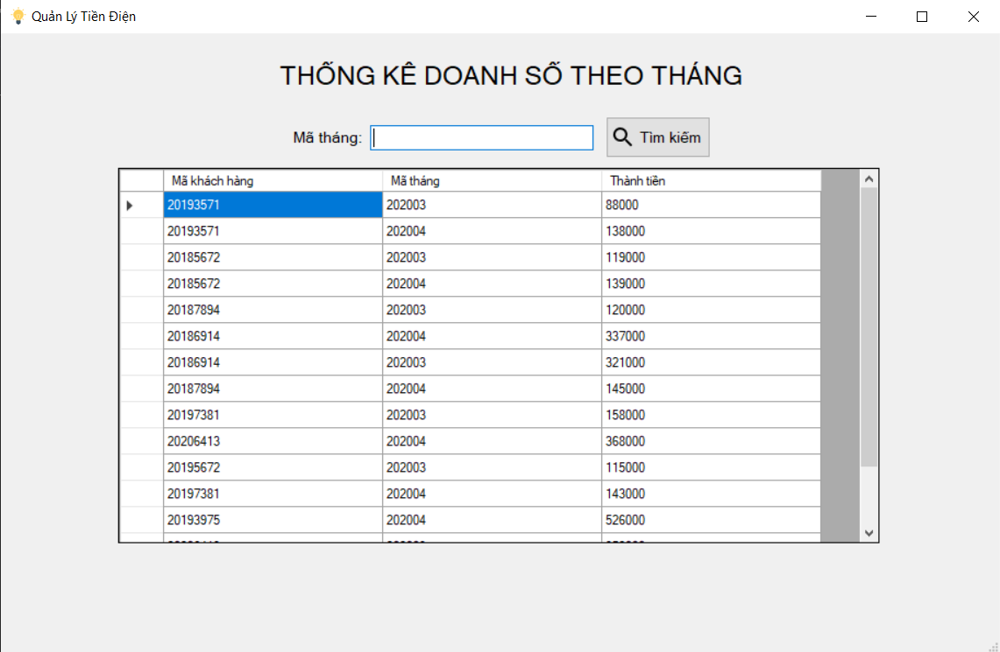 Quản Lý Tiền Điện
THỐNG KÊ DOANH SỐ THEO THÁNG
Mã tháng: Tìm kiếm
Mã khách hàng Mã tháng Thành tiền
20193571 202003 88000
20193571 202004 138000
20185672 202003 119000
20185672 202004 139000
20187894 202003 120000
20186914 202004 337000
20186914 202003 321000
20187894 202004 145000
20197381 202003 158000
20206413 202004 368000
20195672 202003 115000
20197381 202004 143000
20193975 202004 526000